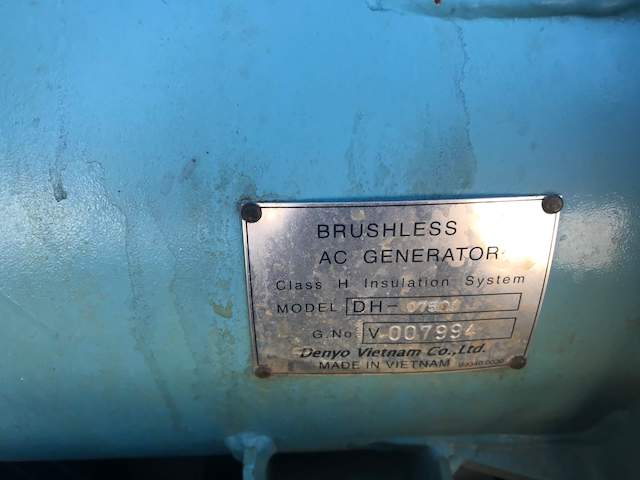 BRUSHLESS
AC GENERATOR
Class H Insulation System
MODEL DH-
G.No V 007994
Denyo Vietnam Co.,Ltd.
MADE IN VIETNAM